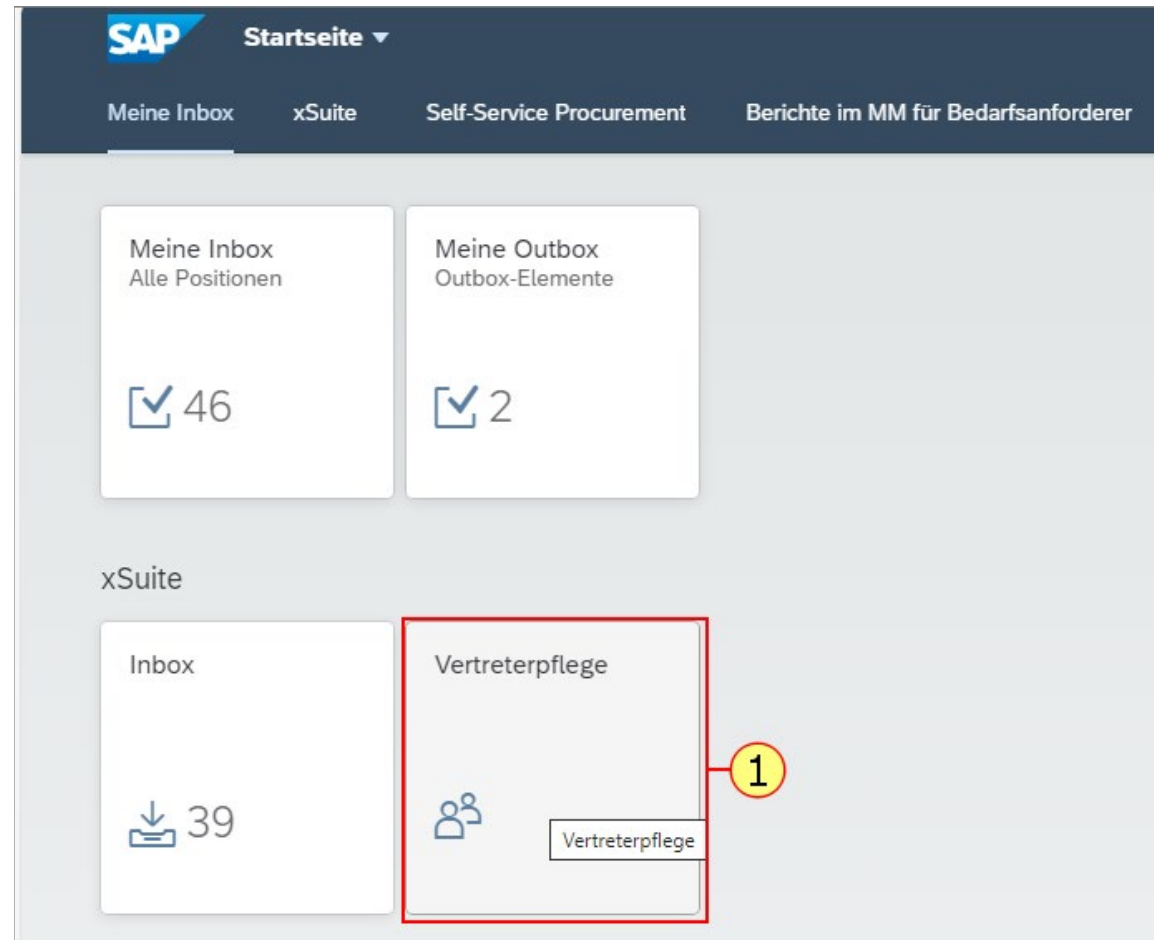 SAP Startseite
Meine Inbox xSuite Self-Service Procurement Berichte im MM für Bedarfsanforderer
Meine Inbox
Alle Positionen
46
Meine Outbox
Outbox-Elemente
2
xSuite
Inbox
39
Vertreterpflege
Vertreterpflege
1